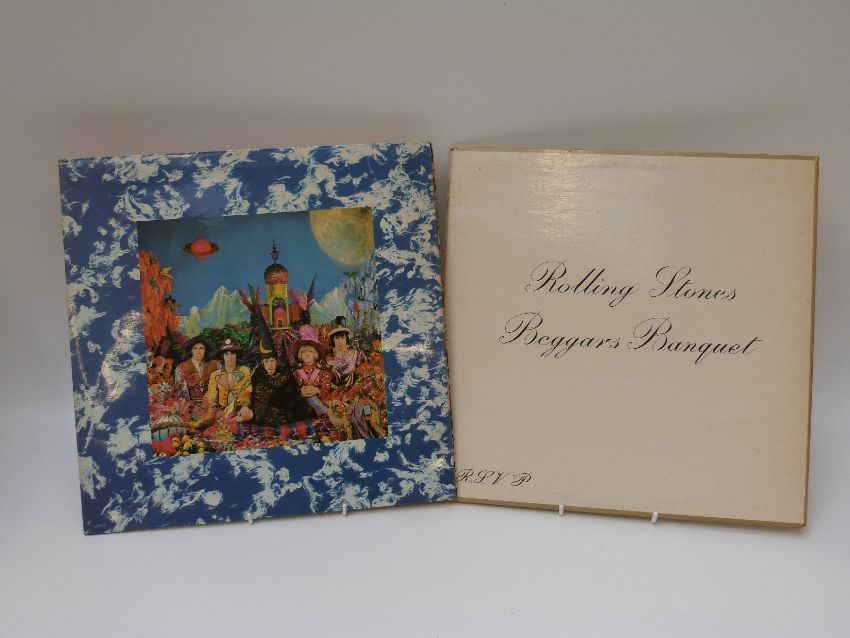 Rolling Stones
Beggars Banquet
R.S.V.P